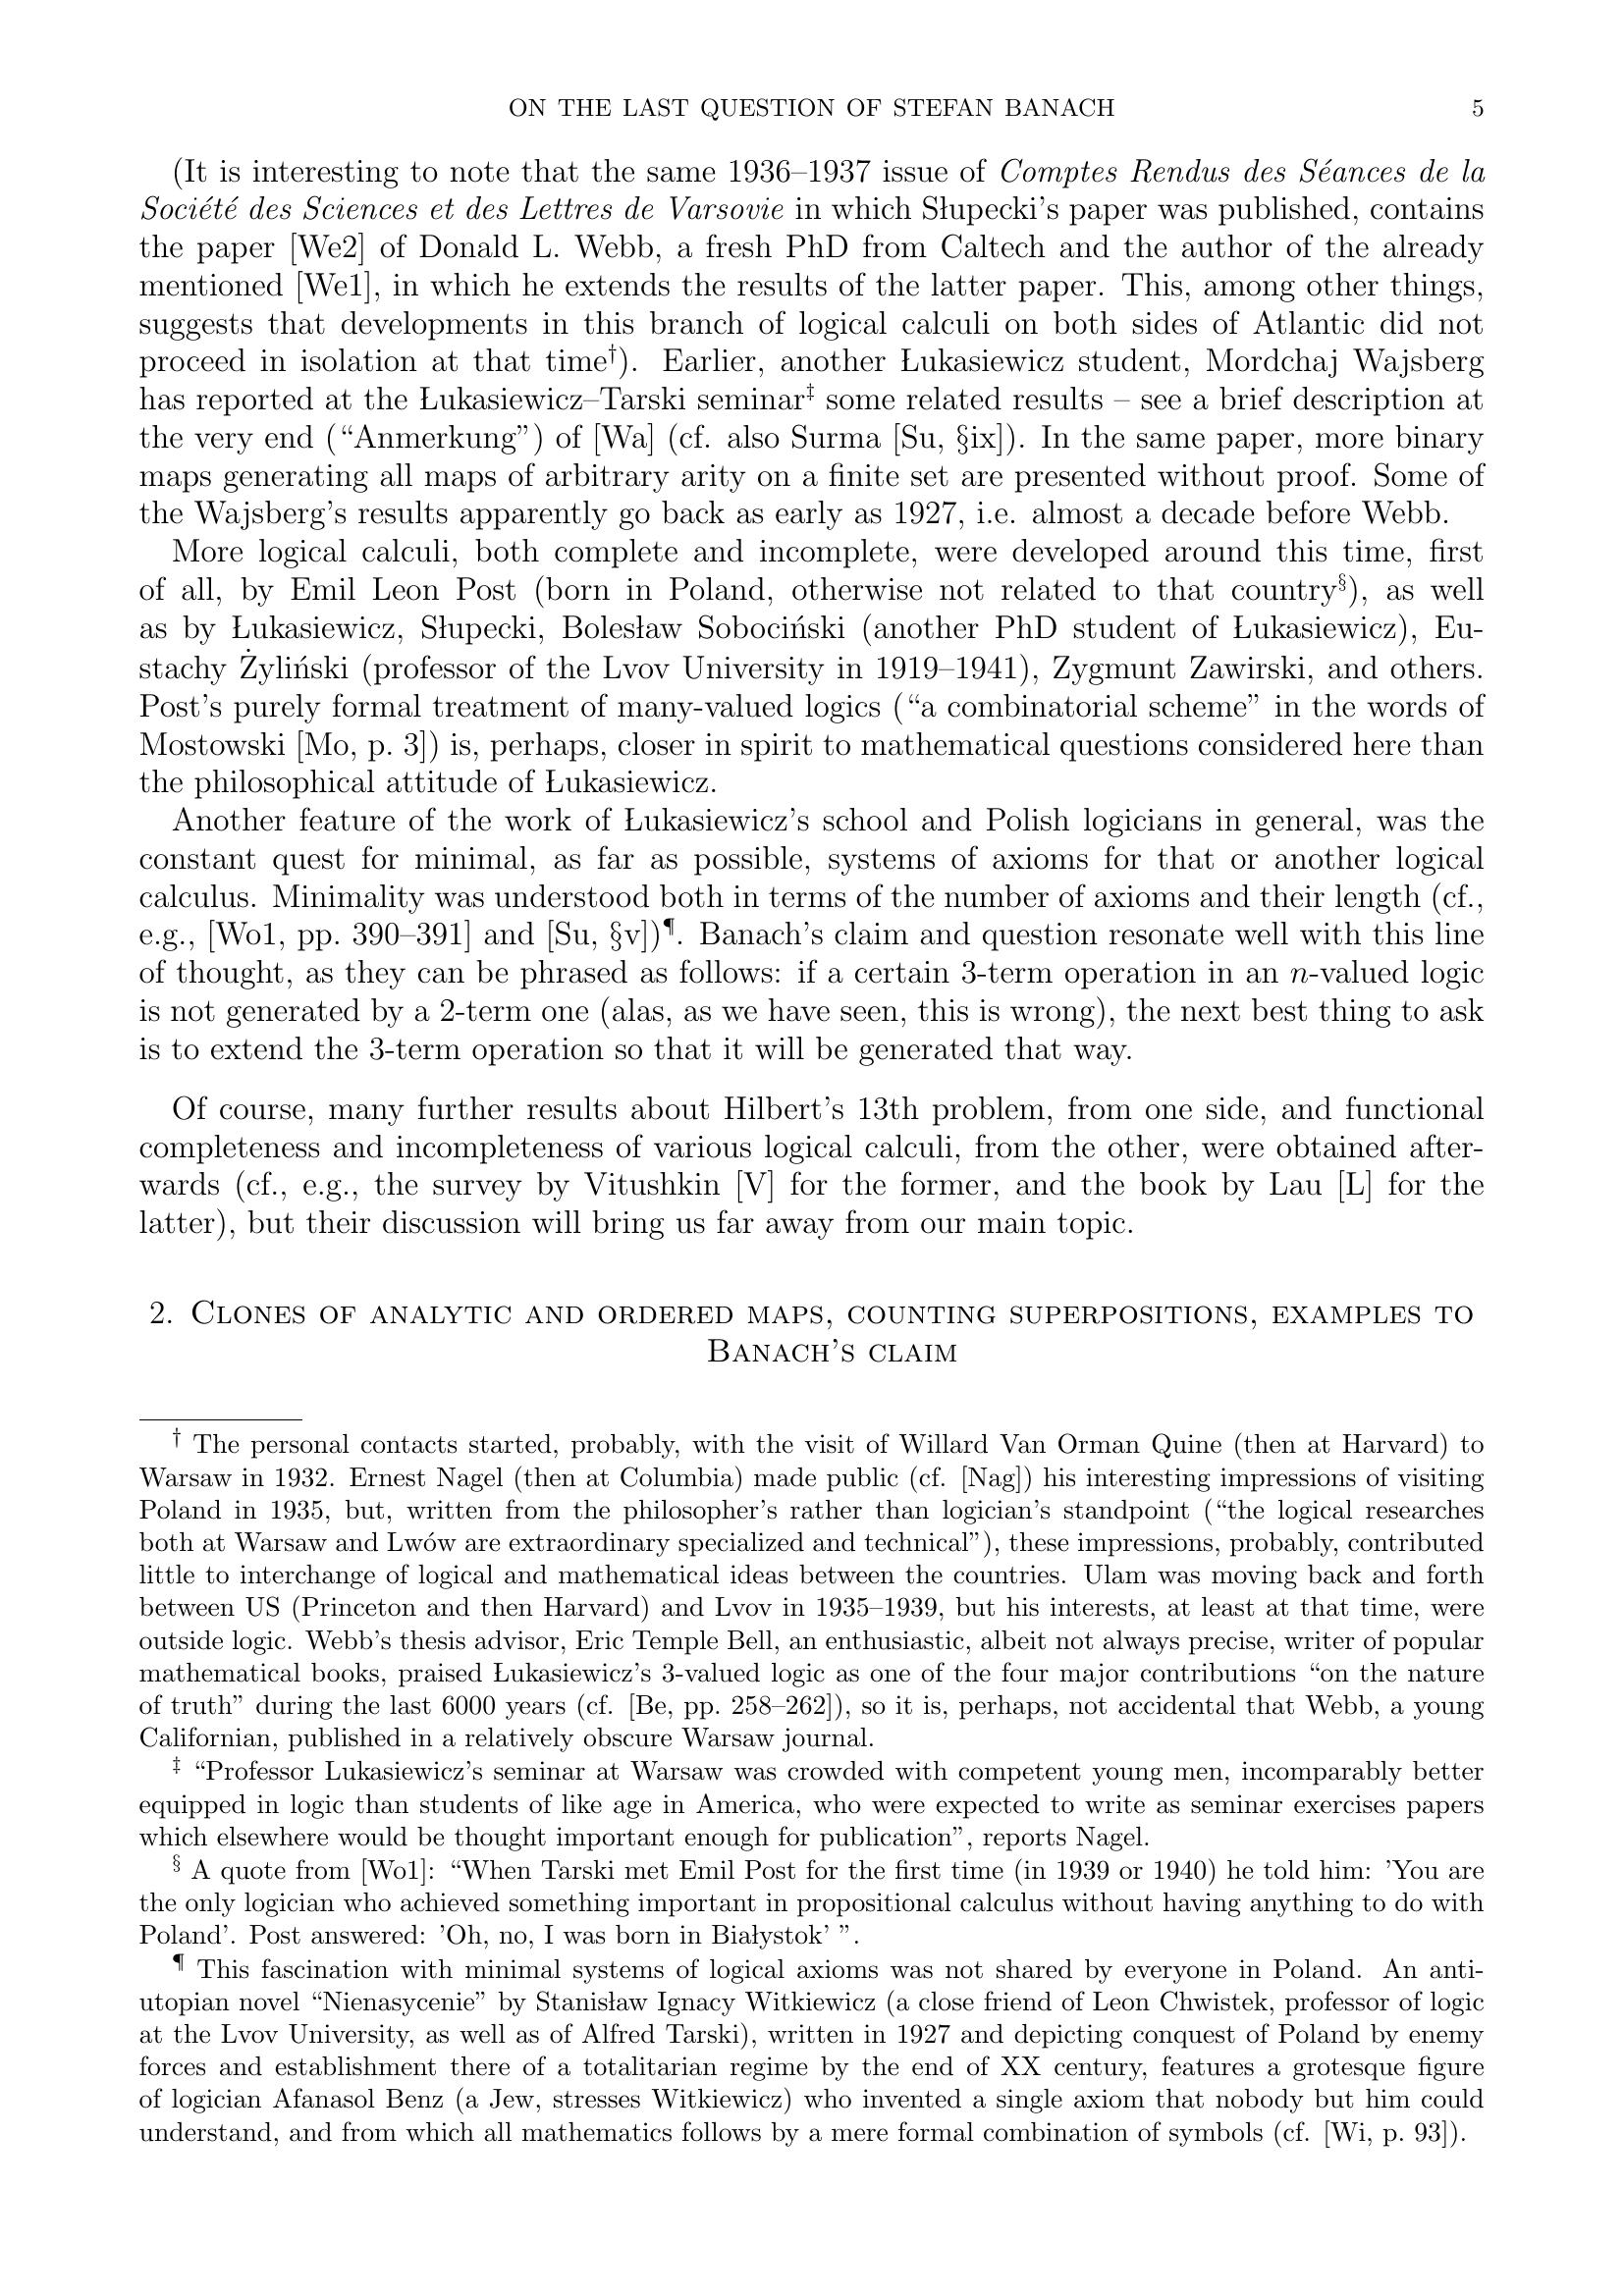 ON THE LAST QUESTION OF STEFAN BANACH 5
(It is interesting to note that the same 1936–1937 issue of Comptes Rendus des Séances de la
Société des Sciences et des Lettres de Varsovie in which Słupecki's paper was published, contains
the paper [We2] of Donald L. Webb, a fresh PhD from Caltech and the author of the already
mentioned [We1], in which he extends the results of the latter paper. This, among other things,
suggests that developments in this branch of logical calculi on both sides of Atlantic did not
proceed in isolation at that time†). Earlier, another Łukasiewicz student, Mordchaj Wajsberg
has reported at the Łukasiewicz–Tarski seminar‡ some related results – see a brief description at
the very end (“Anmerkung”) of [Wa] (cf. also Surma [Su, §ix]). In the same paper, more binary
maps generating all maps of arbitrary arity on a finite set are presented without proof. Some of
the Wajsberg's results apparently go back as early as 1927, i.e. almost a decade before Webb.
More logical calculi, both complete and incomplete, were developed around this time, first
of all, by Emil Leon Post (born in Poland, otherwise not related to that country§), as well
as by Łukasiewicz, Słupecki, Bolesław Sobociński (another PhD student of Łukasiewicz), Eu-
stachy Żyliński (professor of the Lvov University in 1919–1941), Zygmunt Zawirski, and others.
Post's purely formal treatment of many-valued logics (“a combinatorial scheme” in the words of
Mostowski [Mo, p. 3]) is, perhaps, closer in spirit to mathematical questions considered here than
the philosophical attitude of Łukasiewicz.
Another feature of the work of Łukasiewicz's school and Polish logicians in general, was the
constant quest for minimal, as far as possible, systems of axioms for that or another logical
calculus. Minimality was understood both in terms of the number of axioms and their length (cf.,
e.g., [Wo1, pp. 390–391] and [Su, §v])¶. Banach's claim and question resonate well with this line
of thought, as they can be phrased as follows: if a certain 3-term operation in an n-valued logic
is not generated by a 2-term one (alas, as we have seen, this is wrong), the next best thing to ask
is to extend the 3-term operation so that it will be generated that way.
Of course, many further results about Hilbert's 13th problem, from one side, and functional
completeness and incompleteness of various logical calculi, from the other, were obtained after-
wards (cf., e.g., the survey by Vitushkin [V] for the former, and the book by Lau [L] for the
latter), but their discussion will bring us far away from our main topic.
2. Clones of analytic and ordered maps, counting superpositions, examples to
Banach's claim
† The personal contacts started, probably, with the visit of Willard Van Orman Quine (then at Harvard) to
Warsaw in 1932. Ernest Nagel (then at Columbia) made public (cf. [Nag]) his interesting impressions of visiting
Poland in 1935, but, written from the philosopher's rather than logician's standpoint (“the logical researches
both at Warsaw and Lwów are extraordinary specialized and technical”), these impressions, probably, contributed
little to interchange of logical and mathematical ideas between the countries. Ulam was moving back and forth
between US (Princeton and then Harvard) and Lvov in 1935–1939, but his interests, at least at that time, were
outside logic. Webb's thesis advisor, Eric Temple Bell, an enthusiastic, albeit not always precise, writer of popular
mathematical books, praised Łukasiewicz's 3-valued logic as one of the four major contributions “on the nature
of truth” during the last 6000 years (cf. [Be, pp. 258–262]), so it is, perhaps, not accidental that Webb, a young
Californian, published in a relatively obscure Warsaw journal.
‡ “Professor Lukasiewicz's seminar at Warsaw was crowded with competent young men, incomparably better
equipped in logic than students of like age in America, who were expected to write as seminar exercises papers
which elsewhere would be thought important enough for publication”, reports Nagel.
§ A quote from [Wo1]: “When Tarski met Emil Post for the first time (in 1939 or 1940) he told him: 'You are
the only logician who achieved something important in propositional calculus without having anything to do with
Poland'. Post answered: 'Oh, no, I was born in Białystok' ”.
¶ This fascination with minimal systems of logical axioms was not shared by everyone in Poland. An anti-
utopian novel “Nienasycenie” by Stanisław Ignacy Witkiewicz (a close friend of Leon Chwistek, professor of logic
at the Lvov University, as well as of Alfred Tarski), written in 1927 and depicting conquest of Poland by enemy
forces and establishment there of a totalitarian regime by the end of XX century, features a grotesque figure
of logician Afanasol Benz (a Jew, stresses Witkiewicz) who invented a single axiom that nobody but him could
understand, and from which all mathematics follows by a mere formal combination of symbols (cf. [Wi, p. 93]).